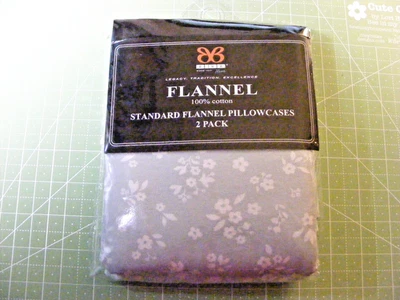 LEGACY. TRADITION. EXCELLENCE
FLANNEL
100% cotton
STANDARD FLANNEL PILLOWCASES
2 PACK